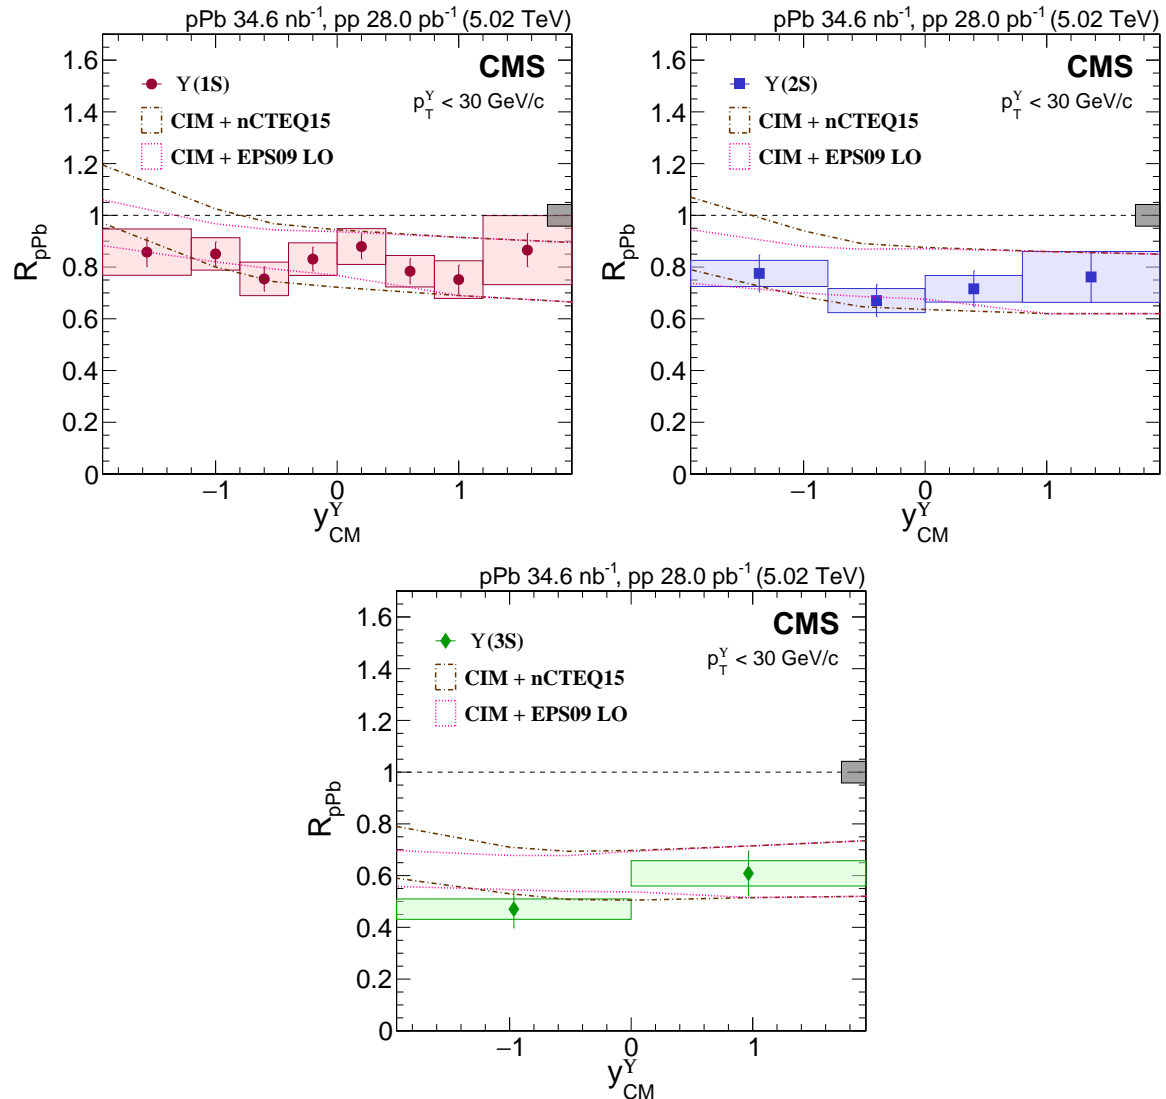 pPb 34.6 nb⁻¹, pp 28.0 pb⁻¹ (5.02 TeV)
CMS
p_T^Υ < 30 GeV/c
Υ(1S)
CIM + nCTEQ15
CIM + EPS09 LO
R_pPb
1.6
1.4
1.2
1
0.8
0.6
0.4
0.2
0
−1
0
1
y_CM^Υ
pPb 34.6 nb⁻¹, pp 28.0 pb⁻¹ (5.02 TeV)
CMS
p_T^Υ < 30 GeV/c
Υ(2S)
CIM + nCTEQ15
CIM + EPS09 LO
R_pPb
1.6
1.4
1.2
1
0.8
0.6
0.4
0.2
0
−1
0
1
y_CM^Υ
pPb 34.6 nb⁻¹, pp 28.0 pb⁻¹ (5.02 TeV)
CMS
p_T^Υ < 30 GeV/c
Υ(3S)
CIM + nCTEQ15
CIM + EPS09 LO
R_pPb
1.6
1.4
1.2
1
0.8
0.6
0.4
0.2
0
−1
0
1
y_CM^Υ